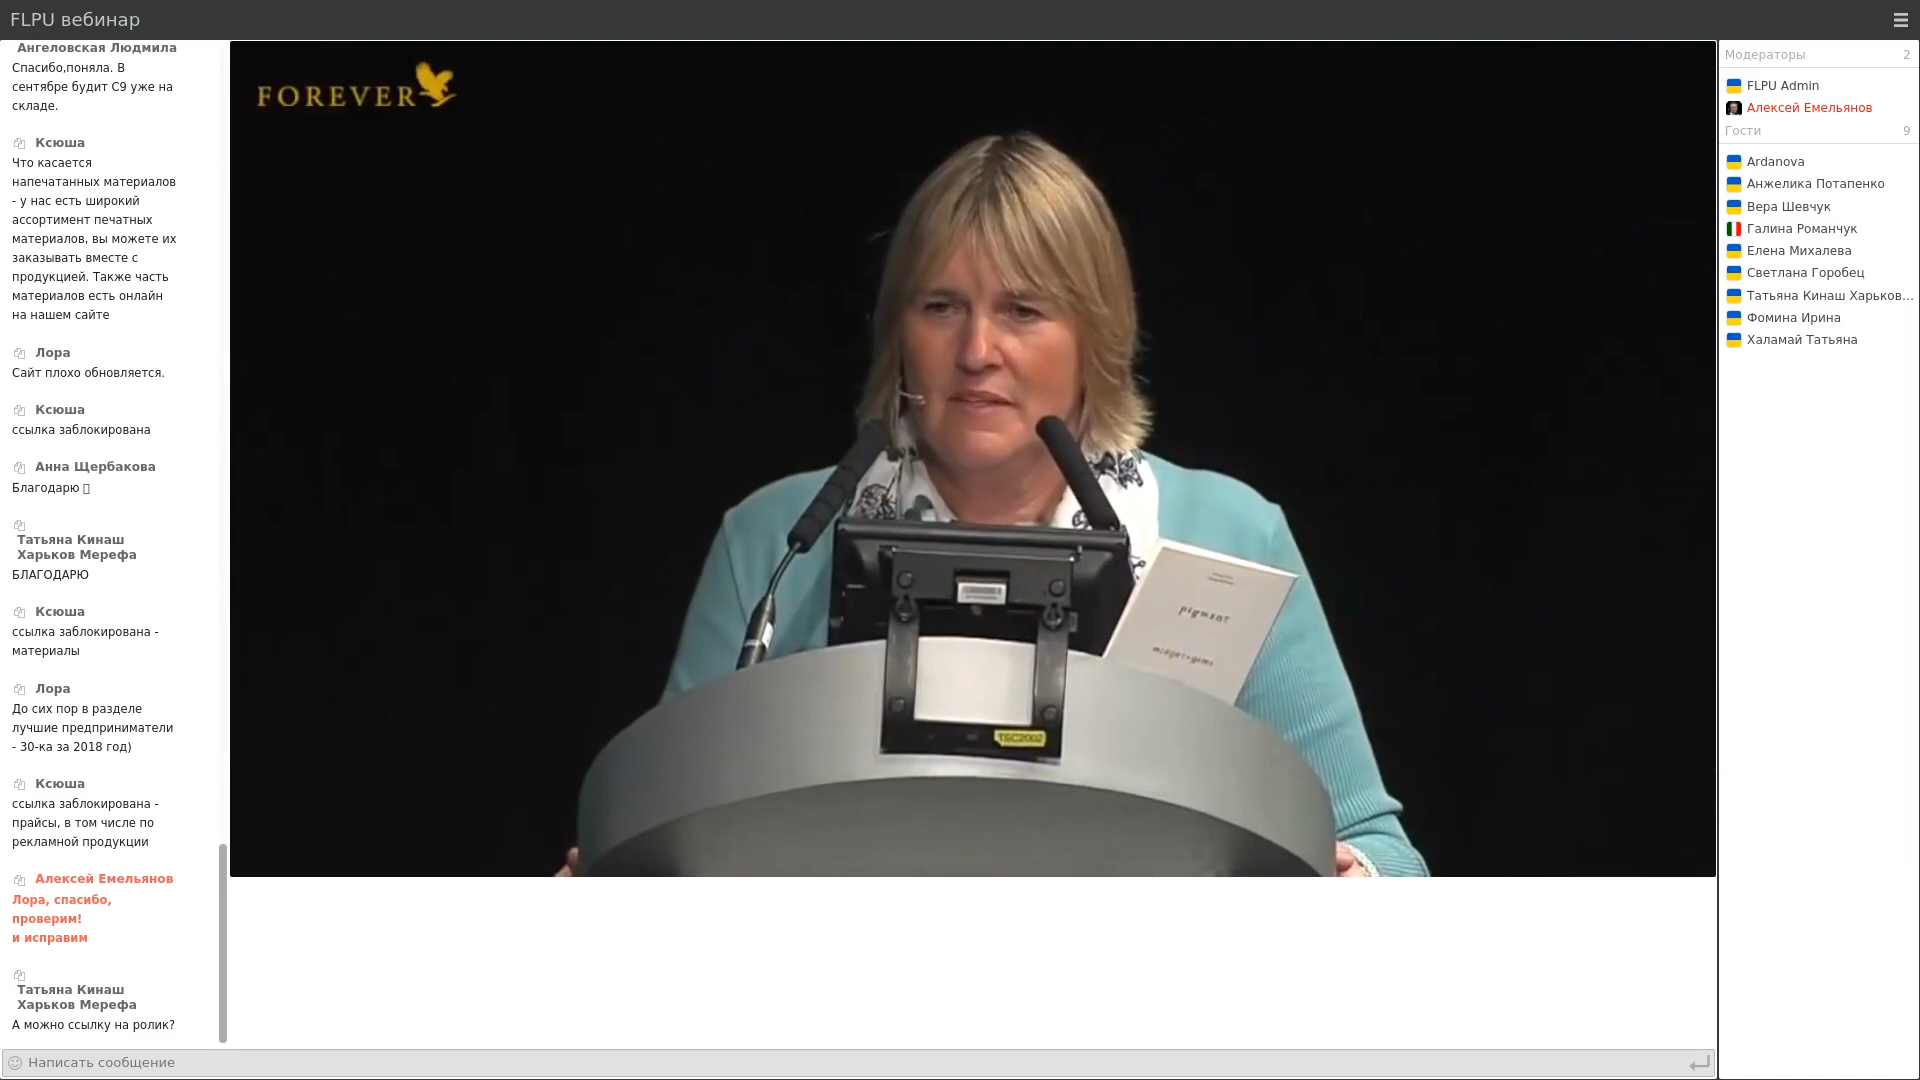 FLPU вебинар
Ангеловская Людмила
Спасибо,поняла. В
сентябре будит С9 уже на
складе.
Ксюша
Что касается
напечатанных материалов
- у нас есть широкий
ассортимент печатных
материалов, вы можете их
заказывать вместе с
продукцией. Также часть
материалов есть онлайн
на нашем сайте
Лора
Сайт плохо обновляется.
Ксюша
ссылка заблокирована
Анна Щербакова
Благодарю
Татьяна Кинаш
Харьков Мерефа
БЛАГОДАРЮ
Ксюша
ссылка заблокирована -
материалы
Лора
До сих пор в разделе
лучшие предприниматели
- 30-ка за 2018 год)
Ксюша
ссылка заблокирована -
прайсы, в том числе по
рекламной продукции
Алексей Емельянов
Лора, спасибо,
проверим!
и исправим
Татьяна Кинаш
Харьков Мерефа
А можно ссылку на ролик?
Написать сообщение
FOREVER
pigment
midget+gems
TSC2002
Модераторы 2
FLPU Admin
Алексей Емельянов
Гости 9
Ardanova
Анжелика Потапенко
Вера Шевчук
Галина Романчук
Елена Михалева
Светлана Горобец
Татьяна Кинаш Харьков...
Фомина Ирина
Халамай Татьяна